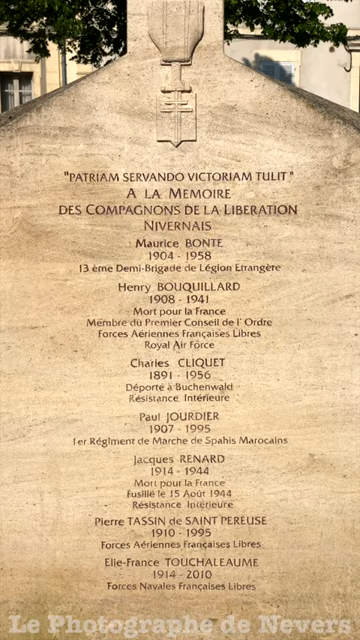 "PATRIAM SERVANDO VICTORIAM TULIT"
A LA MEMOIRE
DES COMPAGNONS DE LA LIBERATION
NIVERNAIS
Maurice BONTE
1904 - 1958
13 ème Demi-Brigade de Légion Etrangère
Henry BOUQUILLARD
1908 - 1941
Mort pour la France
Membre du Premier Conseil de l' Ordre
Forces Aériennes Françaises Libres
Royal Air Force
Charles CLIQUET
1891 - 1956
Déporté à Buchenwald
Résistance Intérieure
Paul JOURDIER
1907 - 1995
1er Régiment de Marche de Spahis Marocains
Jacques RENARD
1914 - 1944
Mort pour la France
Fusillé le 15 Août 1944
Résistance Intérieure
Pierre TASSIN de SAINT PEREUSE
1910 - 1995
Forces Aériennes Françaises Libres
Elie-France TOUCHALEAUME
1914 - 2010
Forces Navales Françaises Libres
Le Photographe de Nevers